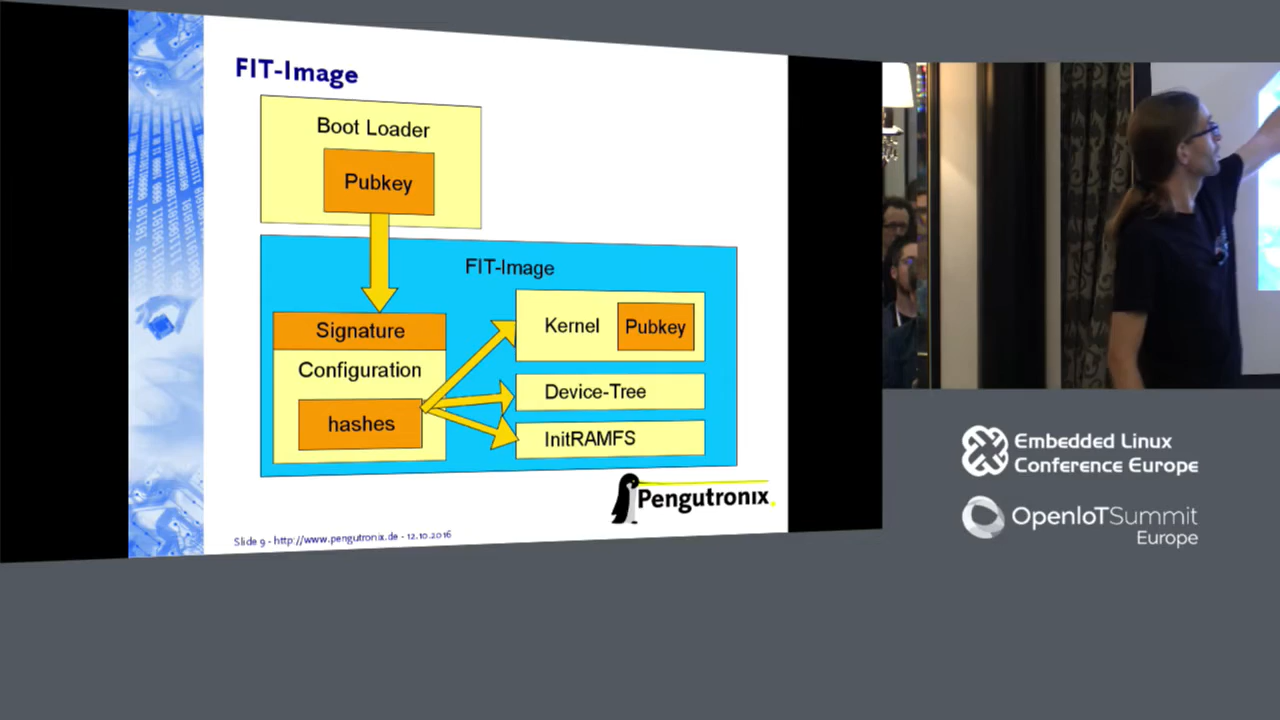 FIT-Image
Boot Loader
Pubkey
FIT-Image
Signature
Configuration
hashes
Kernel
Pubkey
Device-Tree
InitRAMFS
Pengutronix
Slide 9 - http://www.pengutronix.de - 12.10.2016
Embedded Linux
Conference Europe
OpenIoTSummit
Europe